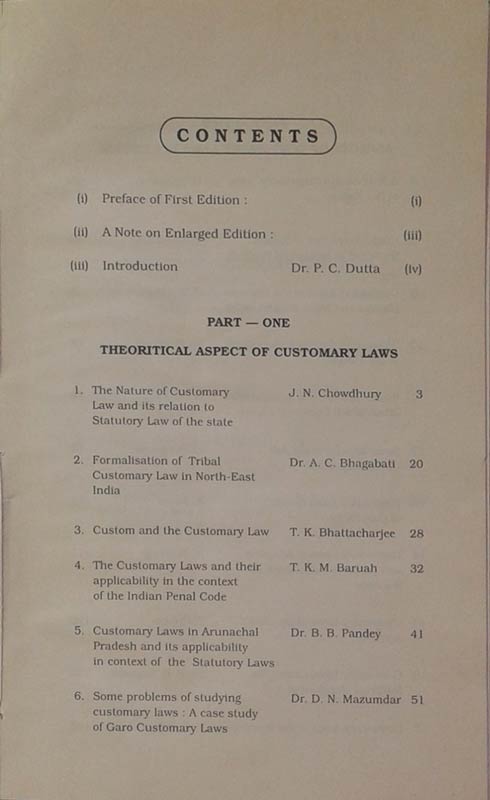 CONTENTS
(i) Preface of First Edition : (i)
(ii) A Note on Enlarged Edition : (iii)
(iii) Introduction Dr. P. C. Dutta (iv)
PART — ONE
THEORITICAL ASPECT OF CUSTOMARY LAWS
1. The Nature of Customary J. N. Chowdhury 3
Law and its relation to
Statutory Law of the state
2. Formalisation of Tribal Dr. A. C. Bhagabati 20
Customary Law in North-East
India
3. Custom and the Customary Law T. K. Bhattacharjee 28
4. The Customary Laws and their T. K. M. Baruah 32
applicability in the context
of the Indian Penal Code
5. Customary Laws in Arunachal Dr. B. B. Pandey 41
Pradesh and its applicability
in context of the Statutory Laws
6. Some problems of studying Dr. D. N. Mazumdar 51
customary laws : A case study
of Garo Customary Laws